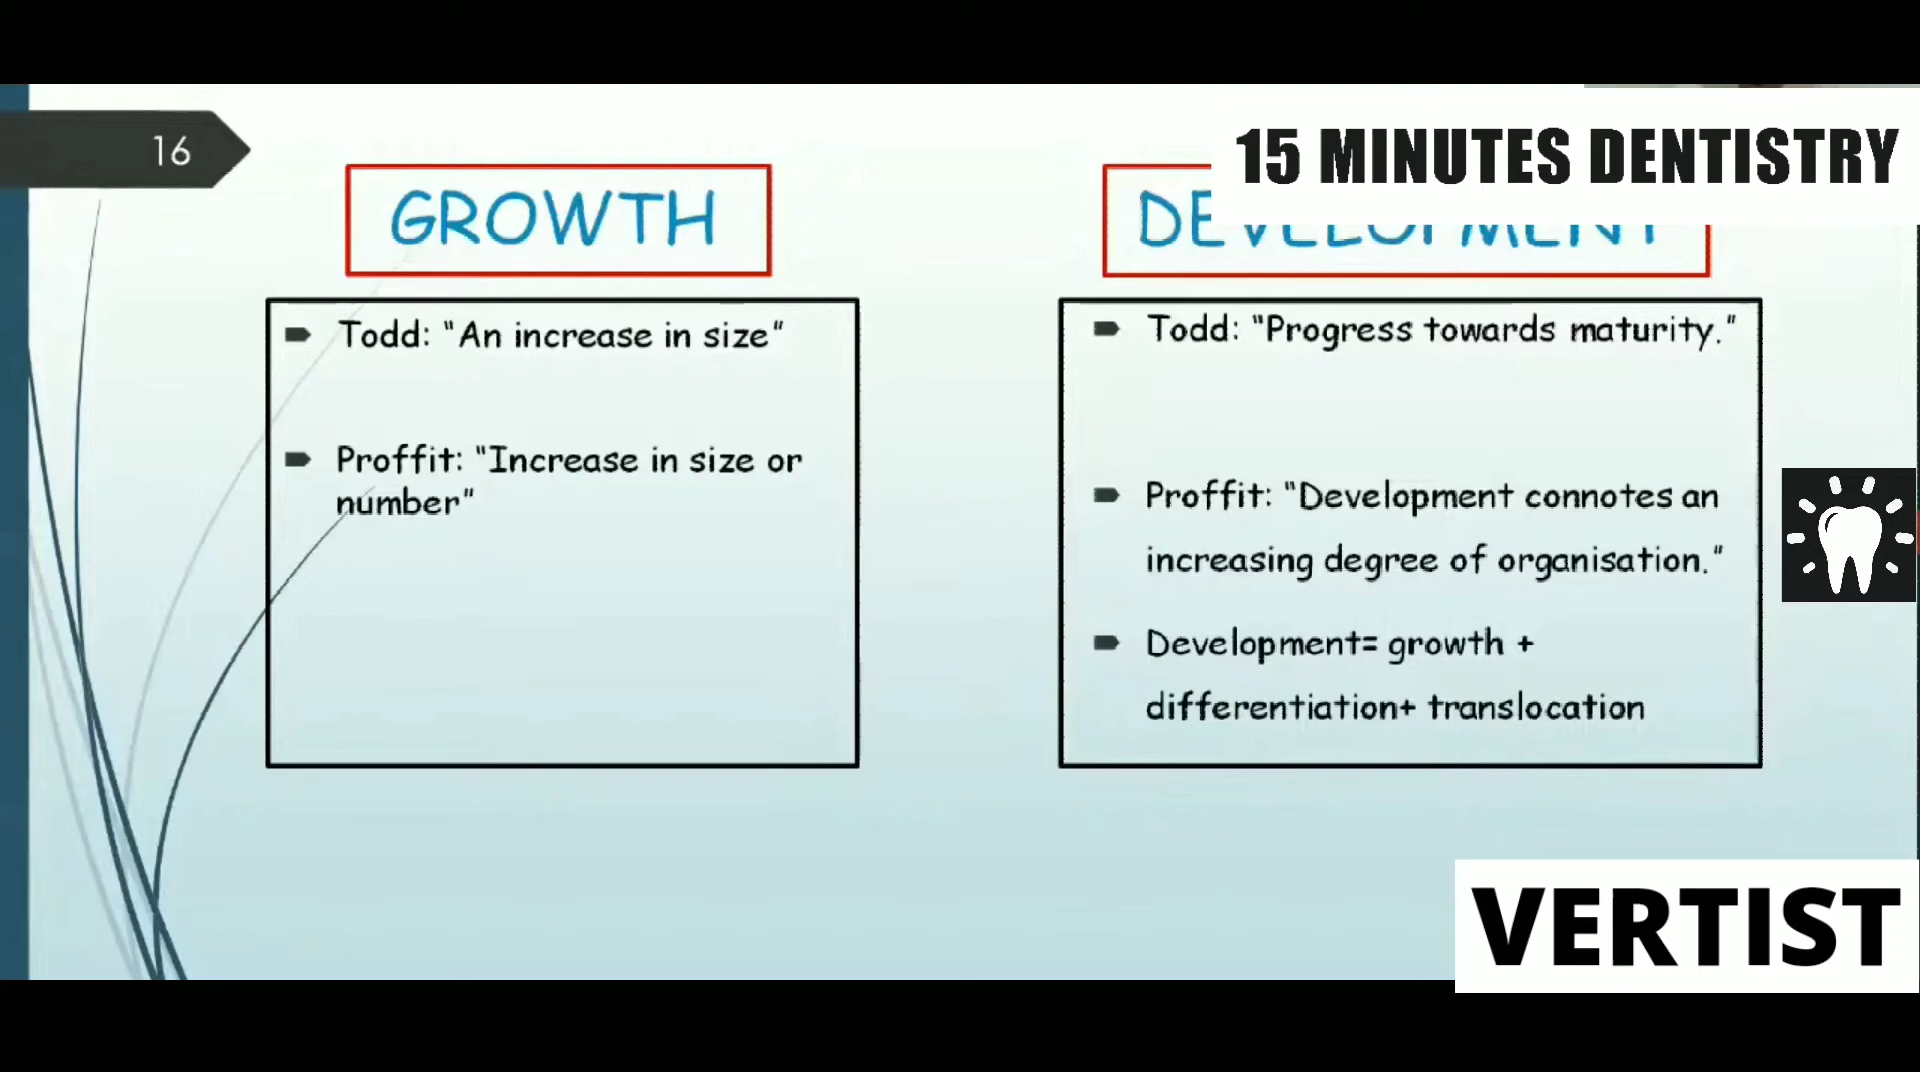 16
15 MINUTES DENTISTRY
GROWTH
DEVELOPMENT
Todd: "An increase in size"
Proffit: "Increase in size or
number"
Todd: "Progress towards maturity."
Proffit: "Development connotes an
increasing degree of organisation."
Development= growth +
differentiation+ translocation
VERTIST